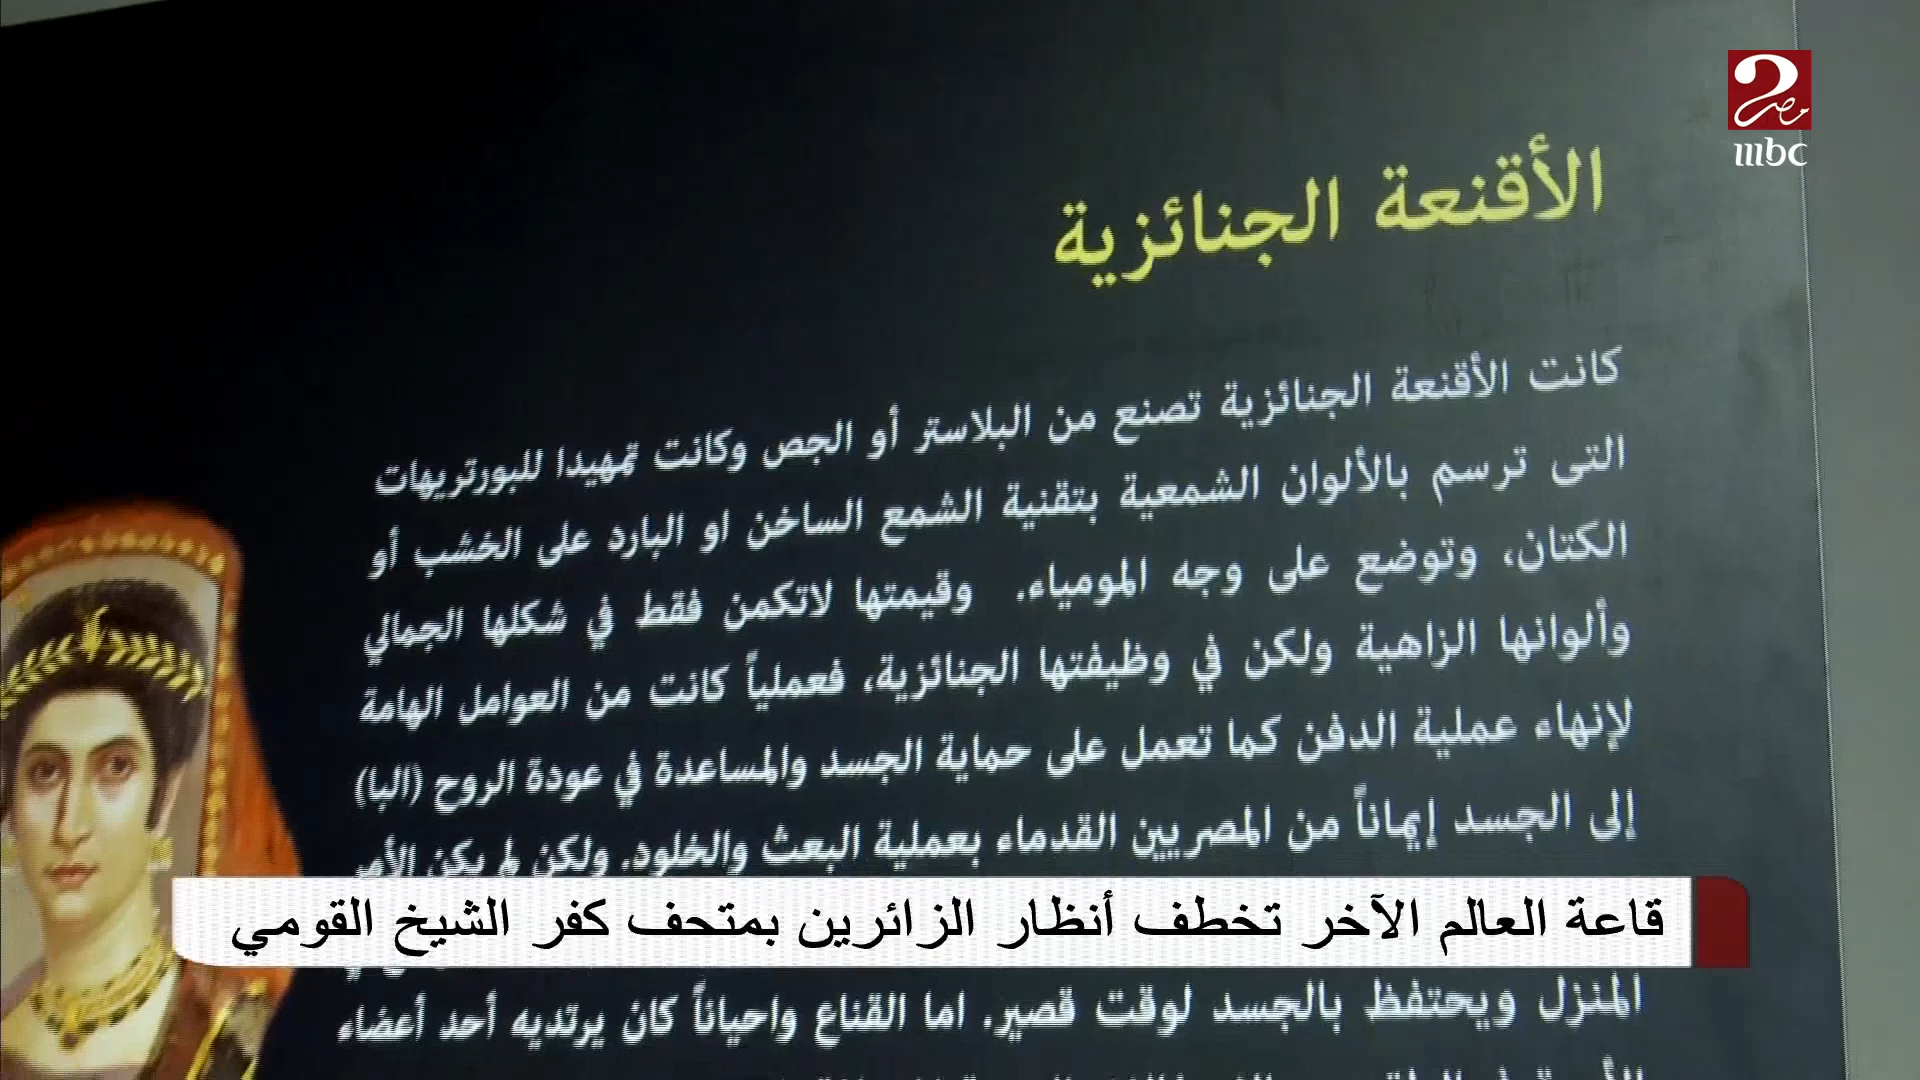 مصر
mbc
الأقنعة الجنائزية
كانت الأقنعة الجنائزية تصنع من البلاستر أو الجص وكانت تمهيدا للبورتريهات
التى ترسم بالألوان الشمعية بتقنية الشمع الساخن او البارد على الخشب أو
الكتان، وتوضع على وجه المومياء. وقيمتها لاتكمن فقط في شكلها الجمالي
وألوانها الزاهية ولكن في وظيفتها الجنائزية، فعملياً كانت من العوامل الهامة
لإنهاء عملية الدفن كما تعمل على حماية الجسد والمساعدة في عودة الروح (البا)
إلى الجسد إيماناً من المصريين القدماء بعملية البعث والخلود. ولكن لم يكن الأمر
قاعة العالم الآخر تخطف أنظار الزائرين بمتحف كفر الشيخ القومي
المنزل ويحتفظ بالجسد لوقت قصير. اما القناع واحياناً كان يرتديه أحد أعضاء